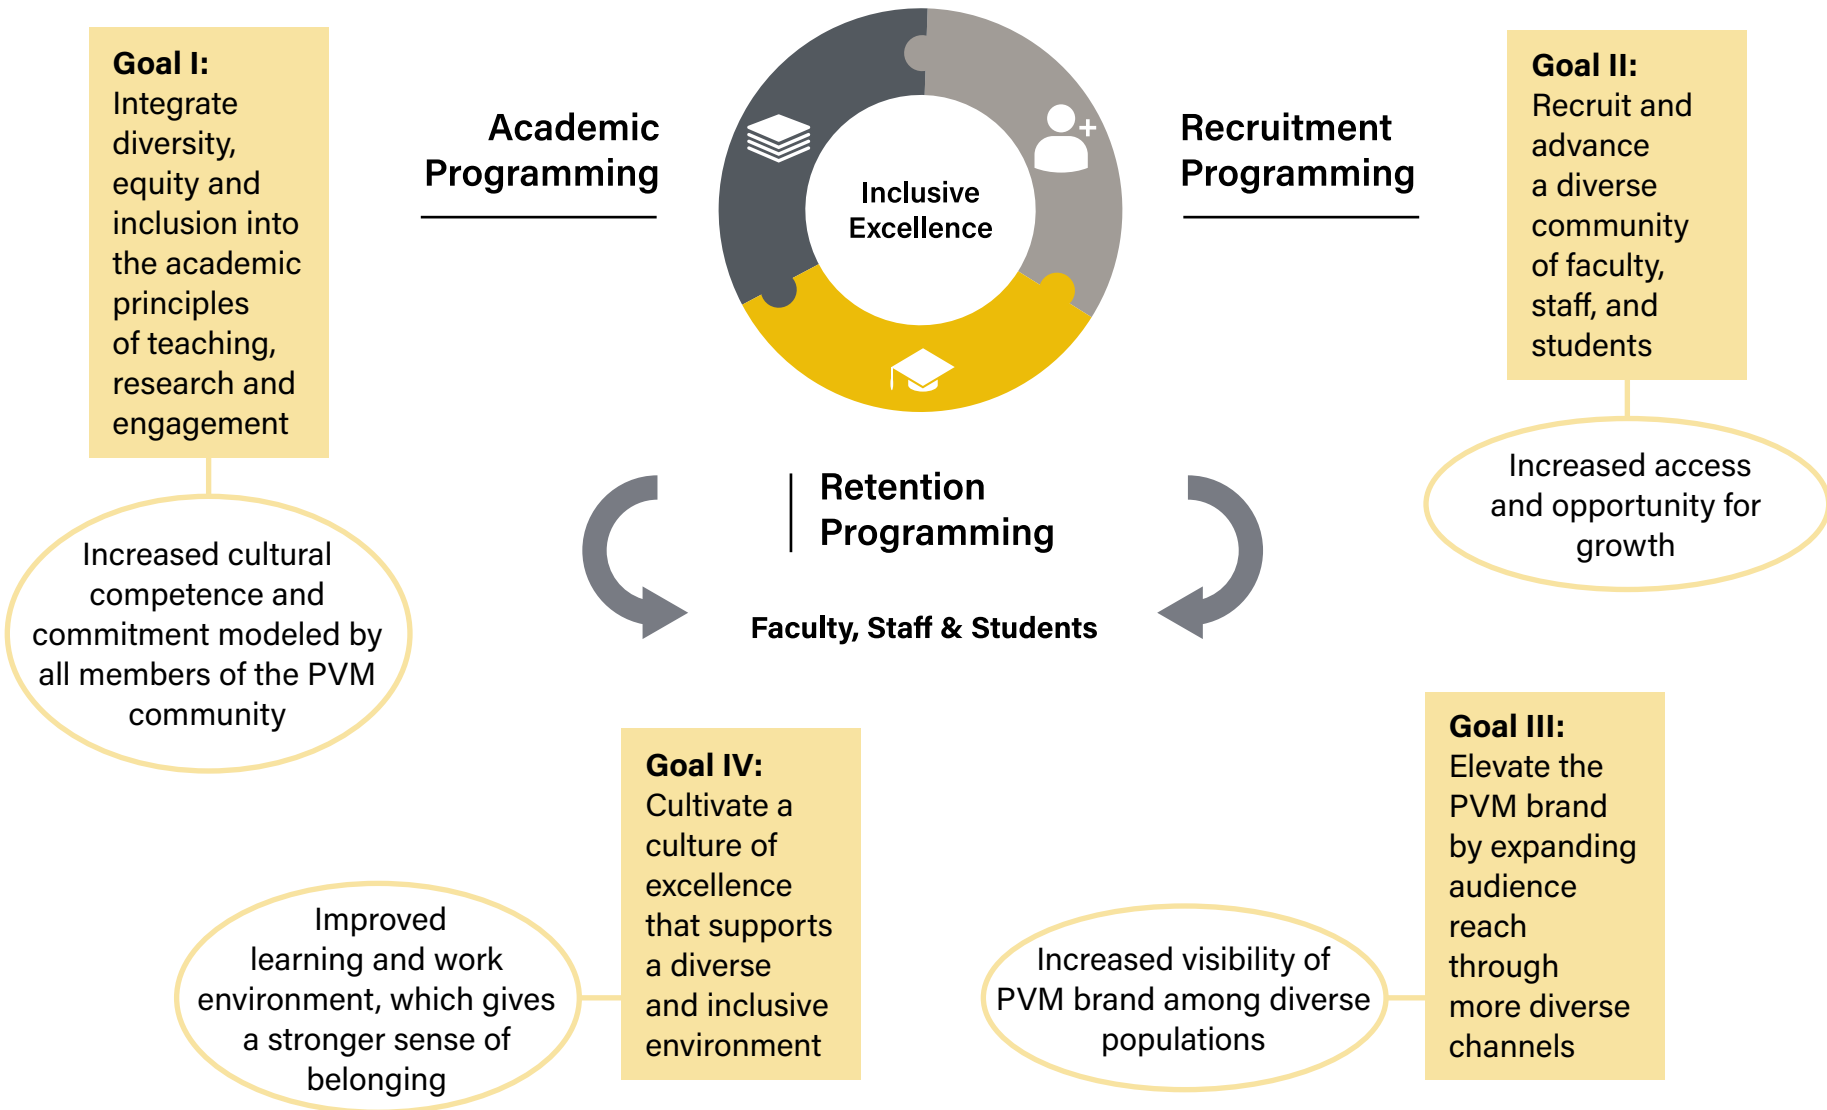 Goal I:
Integrate
diversity,
equity and
inclusion into
the academic
principles
of teaching,
research and
engagement
Increased cultural
competence and
commitment modeled by
all members of the PVM
community
Academic
Programming
Inclusive
Excellence
Recruitment
Programming
Goal II:
Recruit and
advance
a diverse
community
of faculty,
staff, and
students
Increased access
and opportunity for
growth
Retention
Programming
Faculty, Staff & Students
Goal IV:
Cultivate a
culture of
excellence
that supports
a diverse
and inclusive
environment
Improved
learning and work
environment, which gives
a stronger sense of
belonging
Goal III:
Elevate the
PVM brand
by expanding
audience
reach
through
more diverse
channels
Increased visibility of
PVM brand among diverse
populations